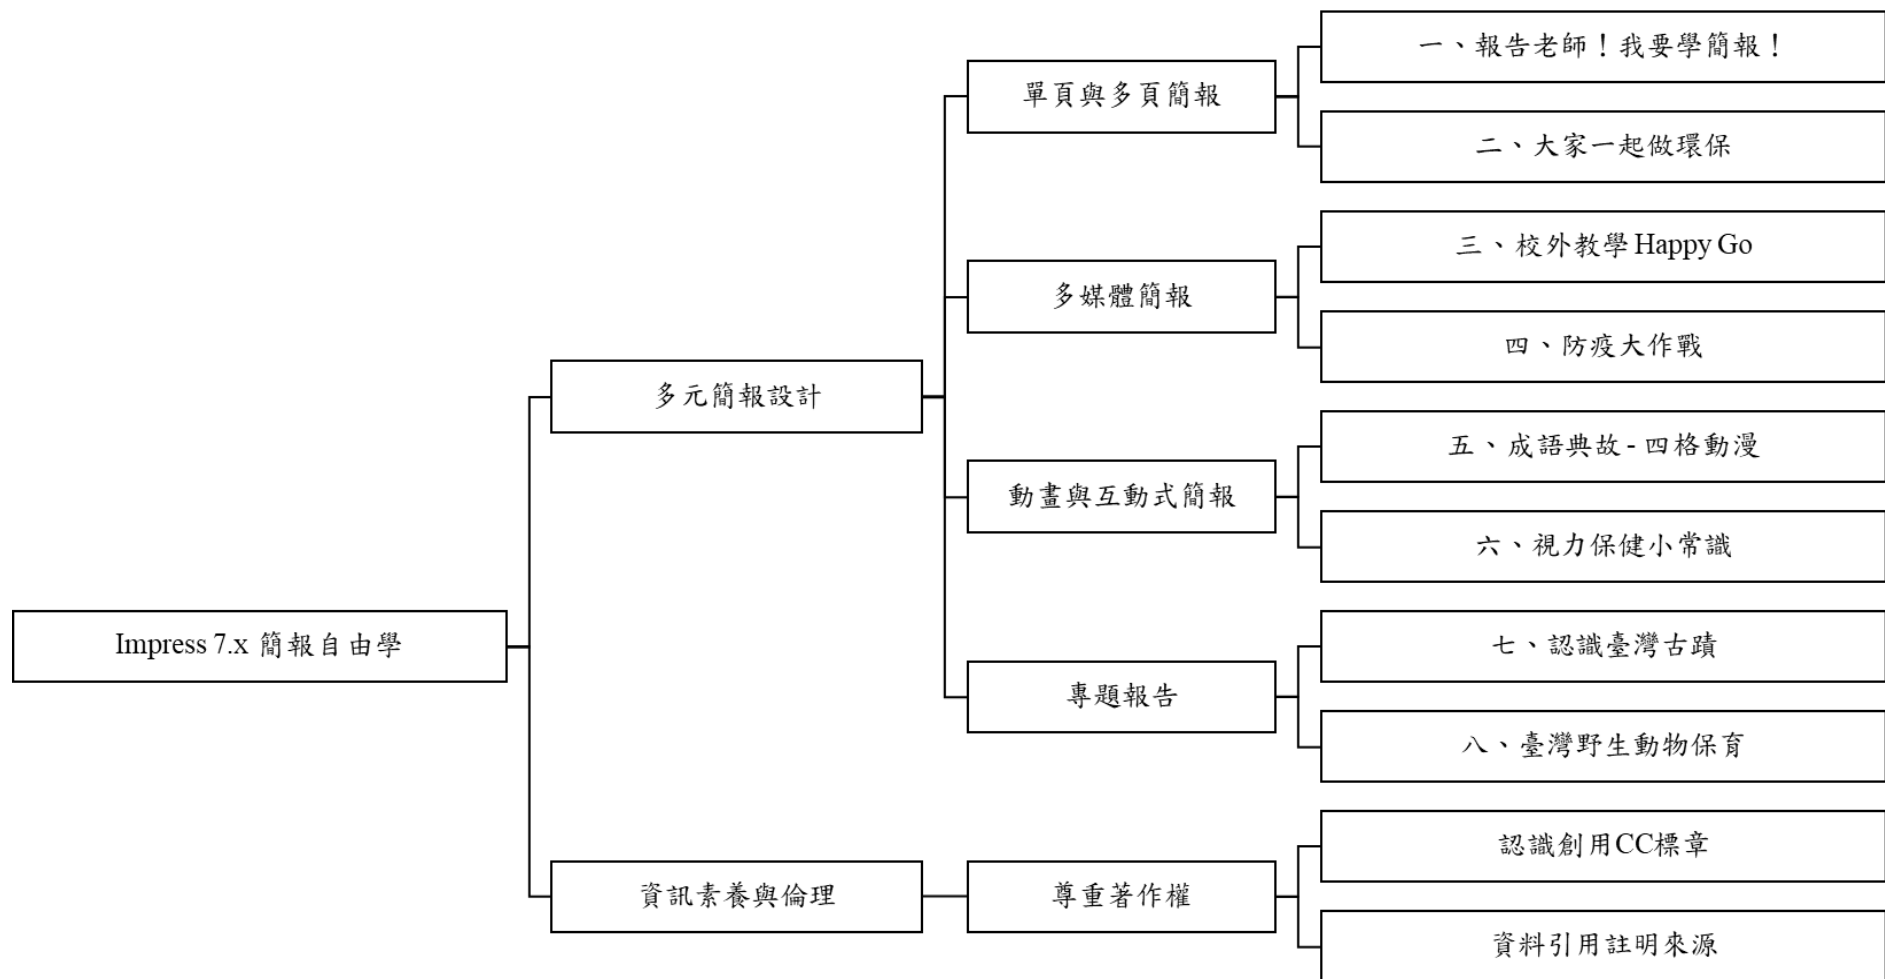 Impress 7.x 簡報自由學
多元簡報設計
單頁與多頁簡報
一、報告老師！我要學簡報！
二、大家一起做環保
多媒體簡報
三、校外教學 Happy Go
四、防疫大作戰
動畫與互動式簡報
五、成語典故 - 四格動漫
六、視力保健小常識
專題報告
七、認識臺灣古蹟
八、臺灣野生動物保育
資訊素養與倫理
尊重著作權
認識創用CC標章
資料引用註明來源